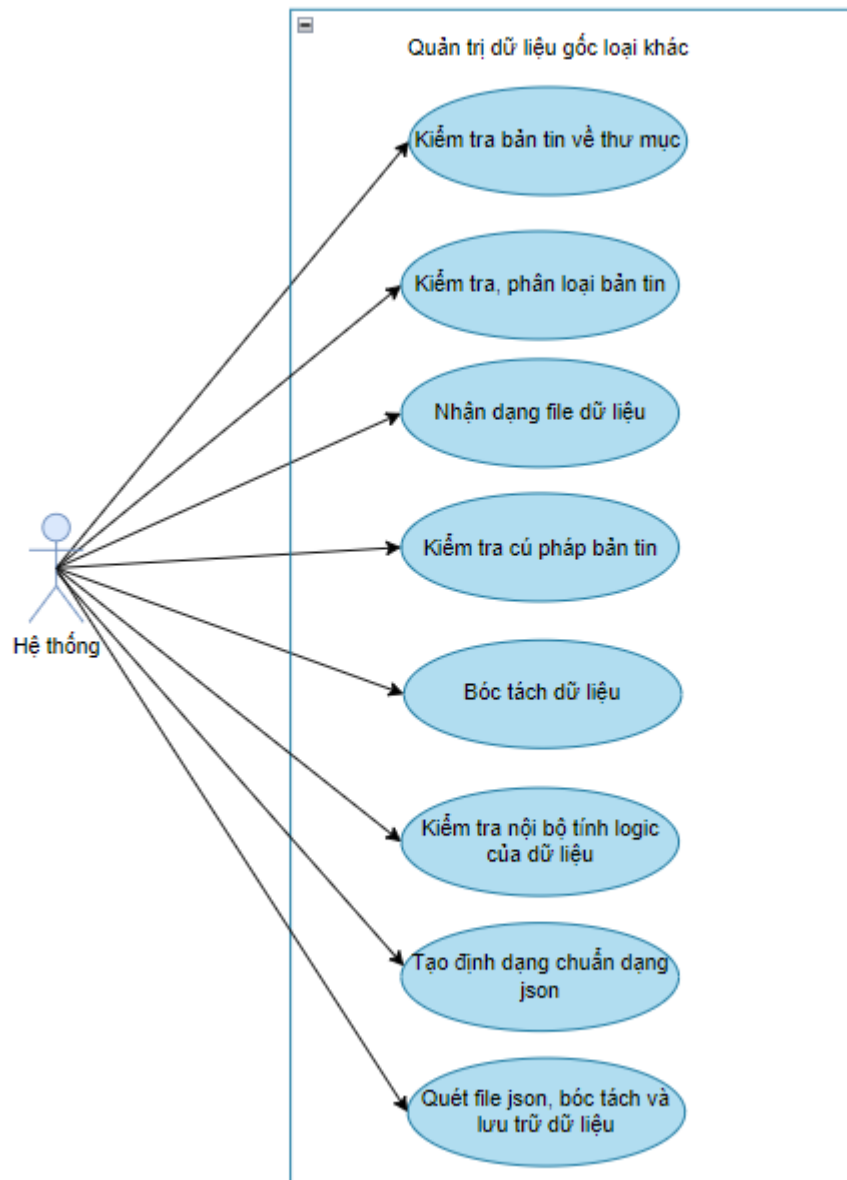 Quản trị dữ liệu gốc loại khác
Kiểm tra bản tin về thư mục
Kiểm tra, phân loại bản tin
Nhận dạng file dữ liệu
Kiểm tra cú pháp bản tin
Hệ thống
Bóc tách dữ liệu
Kiểm tra nội bộ tính logic
của dữ liệu
Tạo định dạng chuẩn dạng
json
Quét file json, bóc tách và
lưu trữ dữ liệu